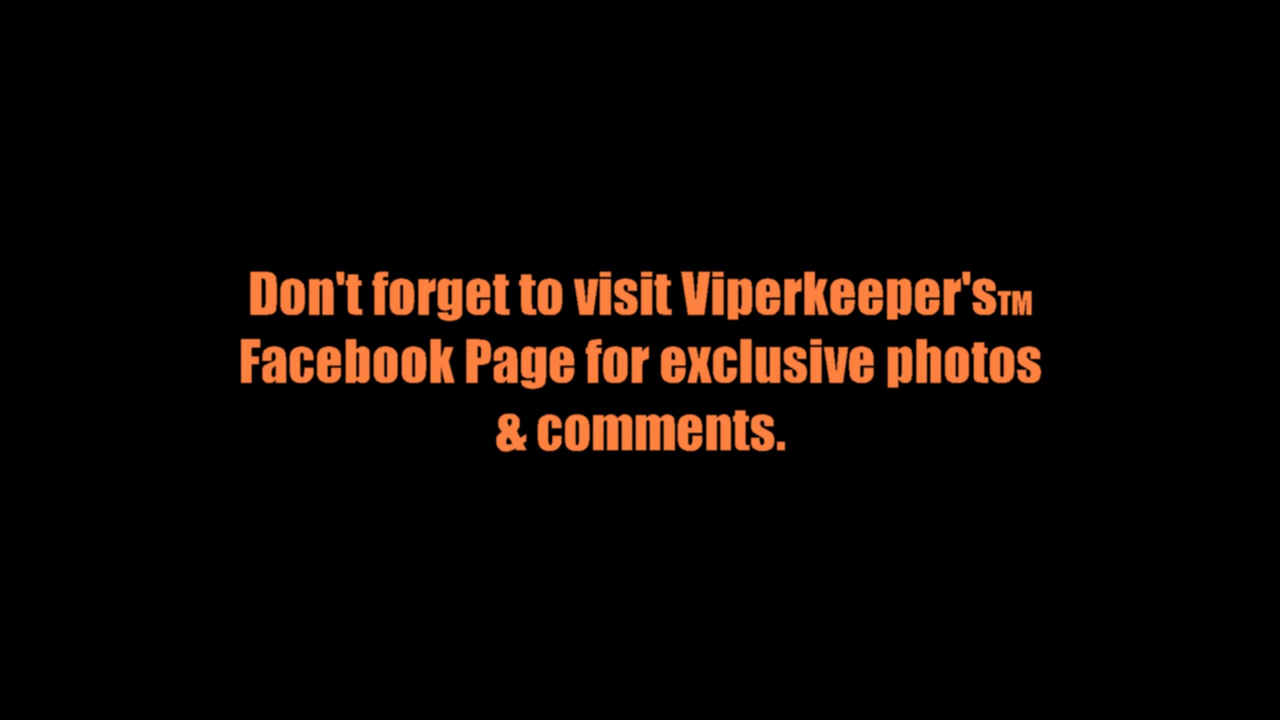 Don't forget to visit Viperkeeper's™
Facebook Page for exclusive photos
& comments.